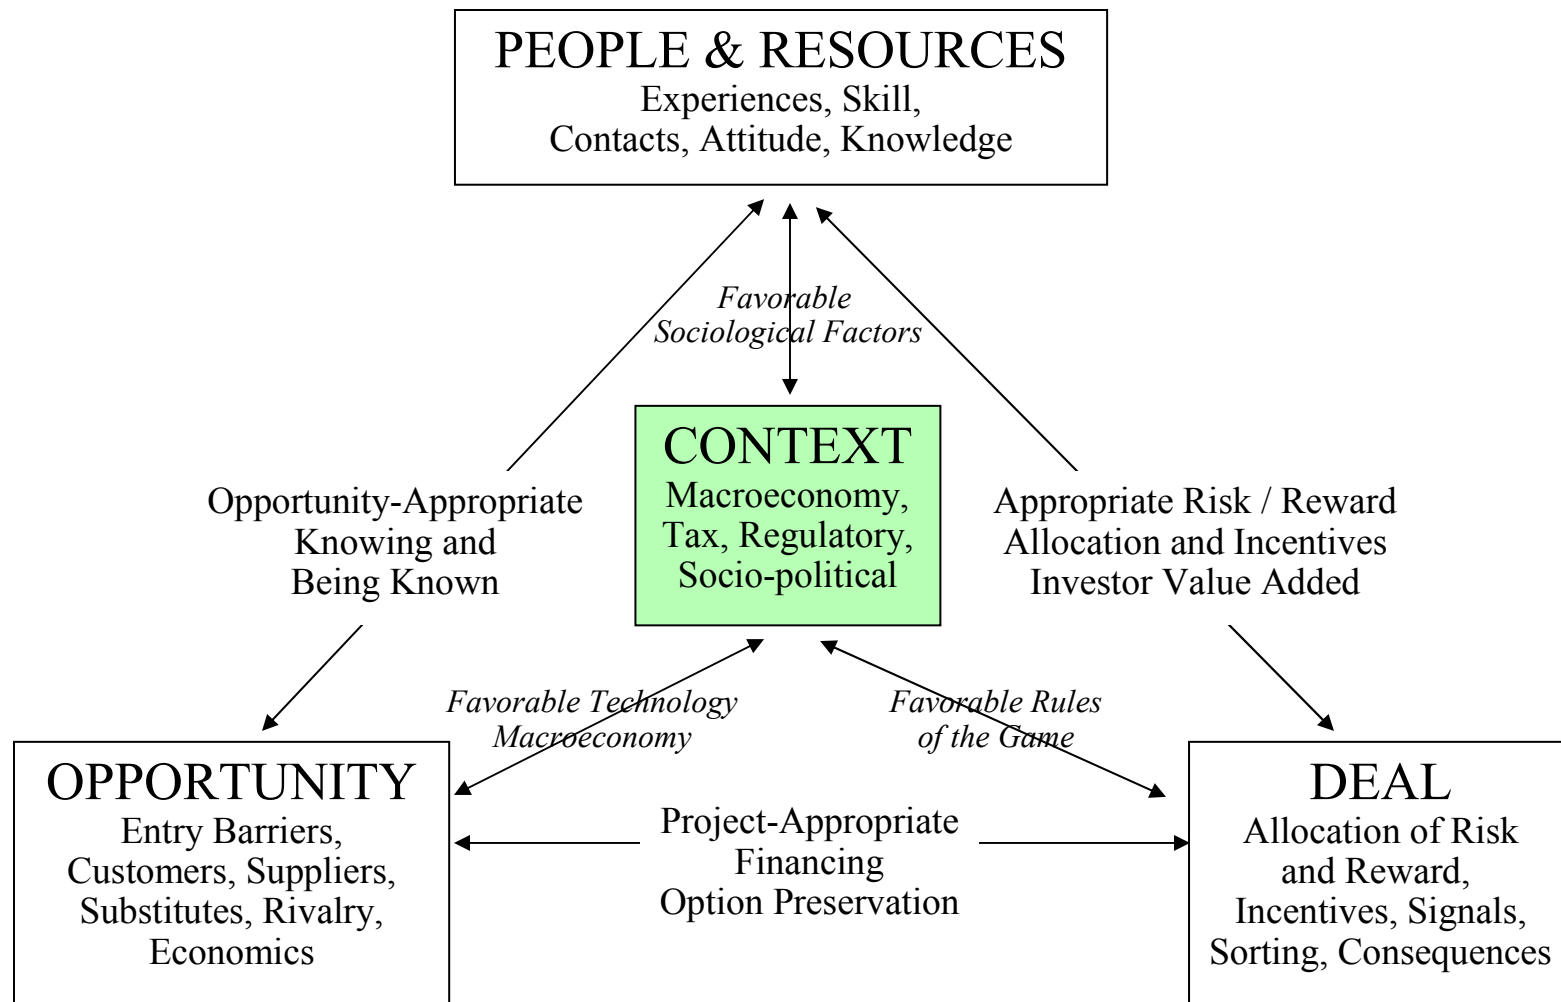 PEOPLE & RESOURCES
Experiences, Skill,
Contacts, Attitude, Knowledge
Favorable
Sociological Factors
CONTEXT
Macroeconomy,
Tax, Regulatory,
Socio-political
Opportunity-Appropriate
Knowing and
Being Known
Appropriate Risk / Reward
Allocation and Incentives
Investor Value Added
Favorable Technology
Macroeconomy
Favorable Rules
of the Game
OPPORTUNITY
Entry Barriers,
Customers, Suppliers,
Substitutes, Rivalry,
Economics
Project-Appropriate
Financing
Option Preservation
DEAL
Allocation of Risk
and Reward,
Incentives, Signals,
Sorting, Consequences